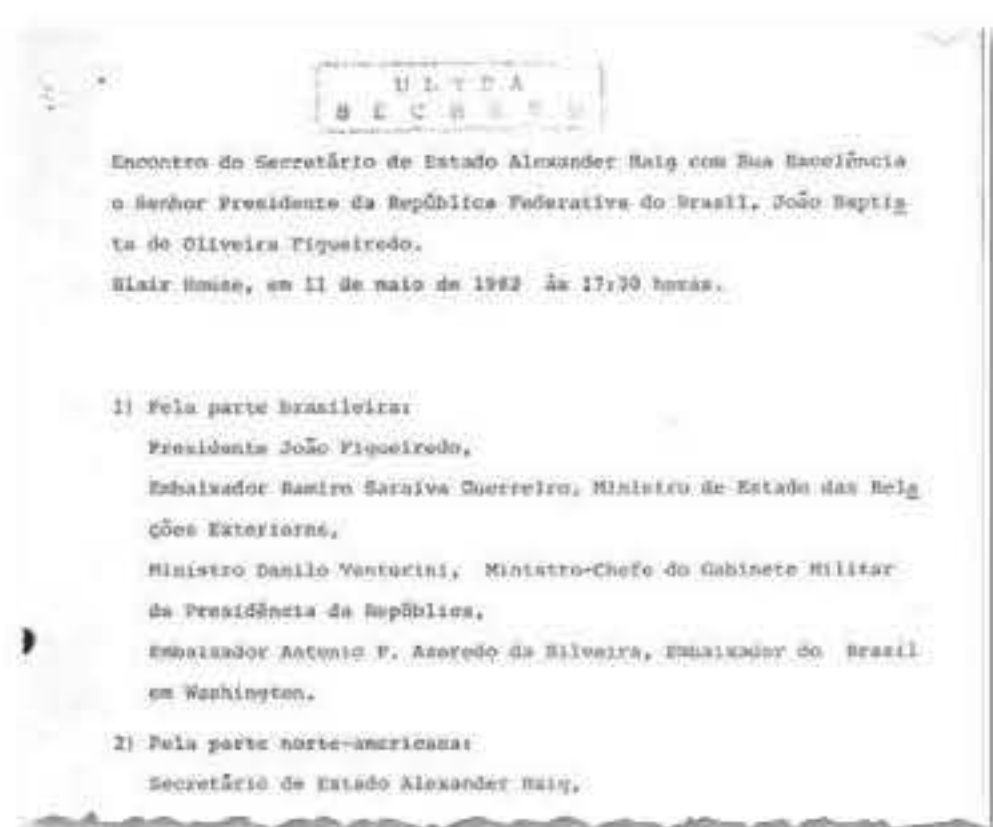 ULTRA
SECRETO
Encontro do Secretário de Estado Alexander Haig com Sua Excelência
o Senhor Presidente da República Federativa do Brasil, João Baptis
ta de Oliveira Figueiredo.
Blair House, em 11 de maio de 1982 às 17:30 horas.
1) Pela parte brasileira:
Presidente João Figueiredo,
Embaixador Ramiro Saraiva Guerreiro, Ministro de Estado das Rela
ções Exteriores,
Ministro Danilo Venturini, Ministro-Chefe do Gabinete Militar
da Presidência da República,
Embaixador Antonio F. Azeredo da Silveira, Embaixador do Brasil
em Washington.
2) Pela parte norte-americana:
Secretário de Estado Alexander Haig,